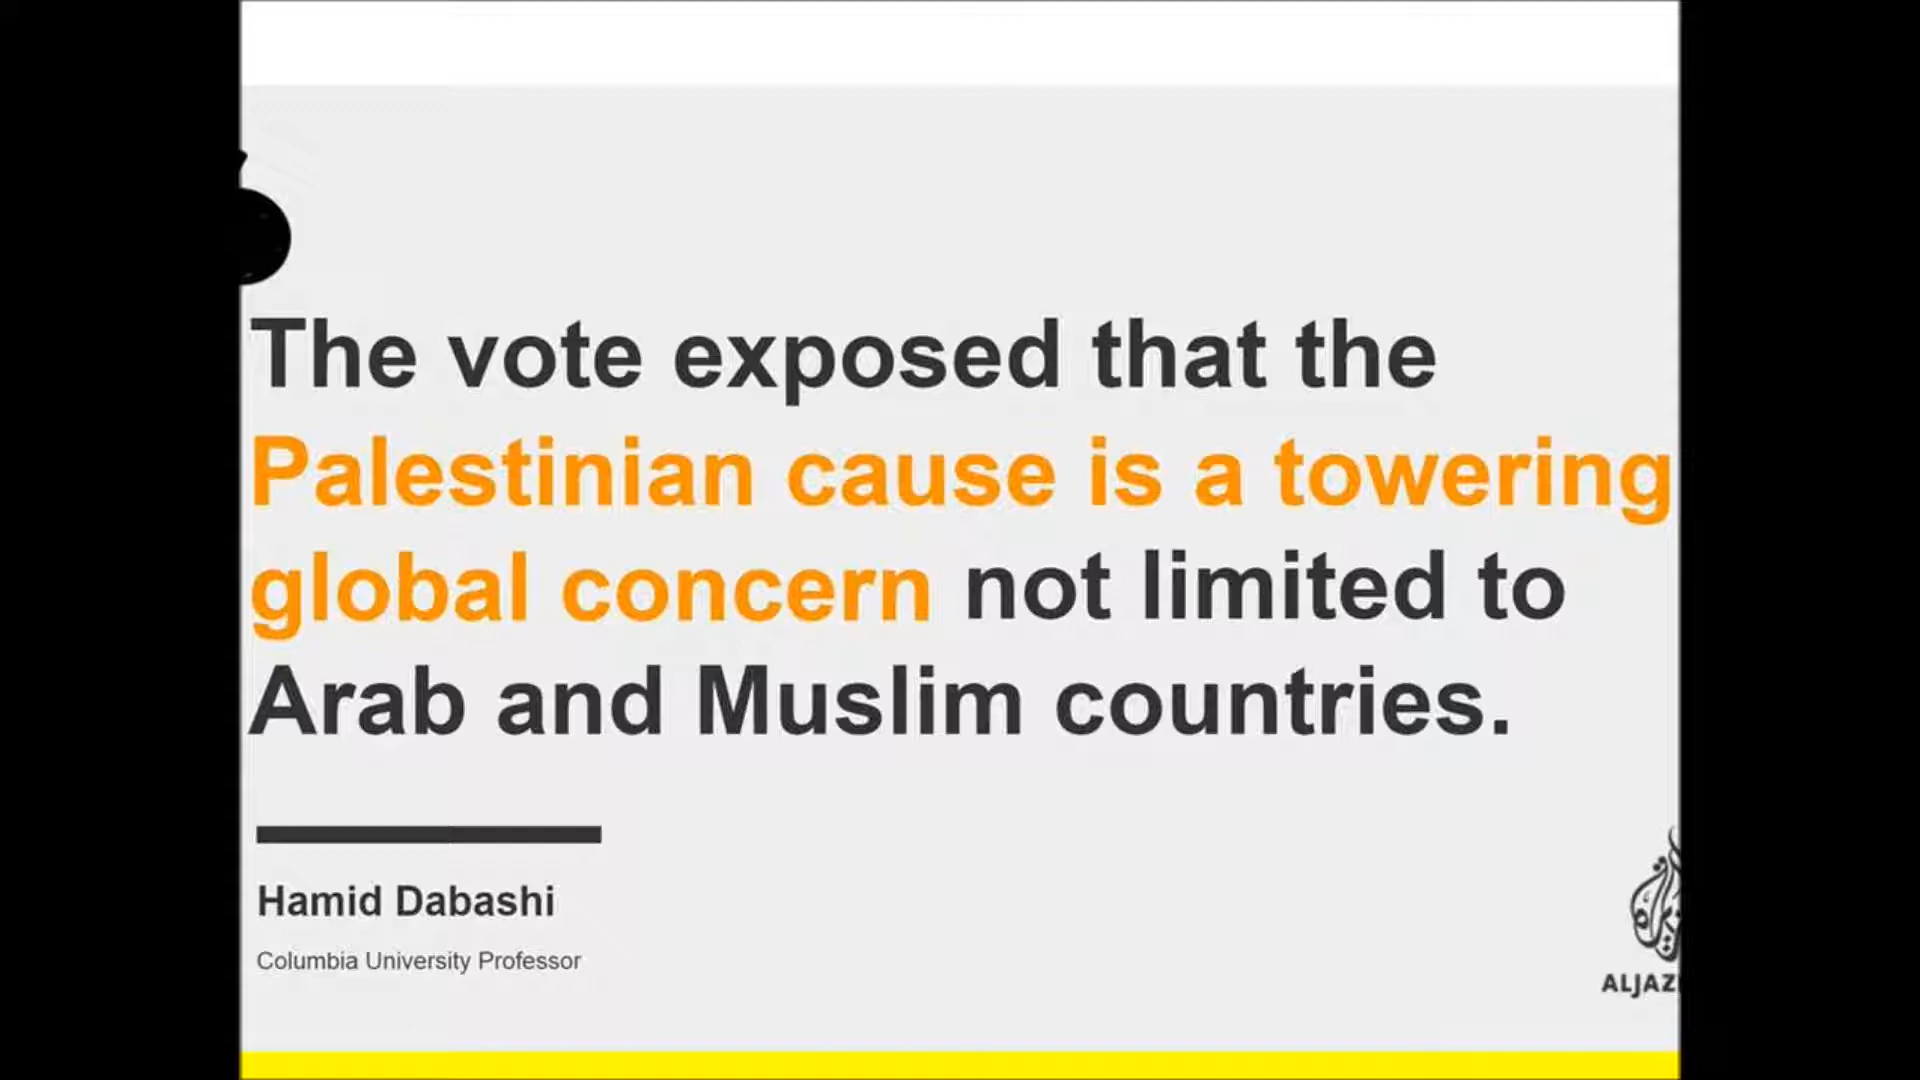 The vote exposed that the
Palestinian cause is a towering
global concern not limited to
Arab and Muslim countries.
Hamid Dabashi
Columbia University Professor